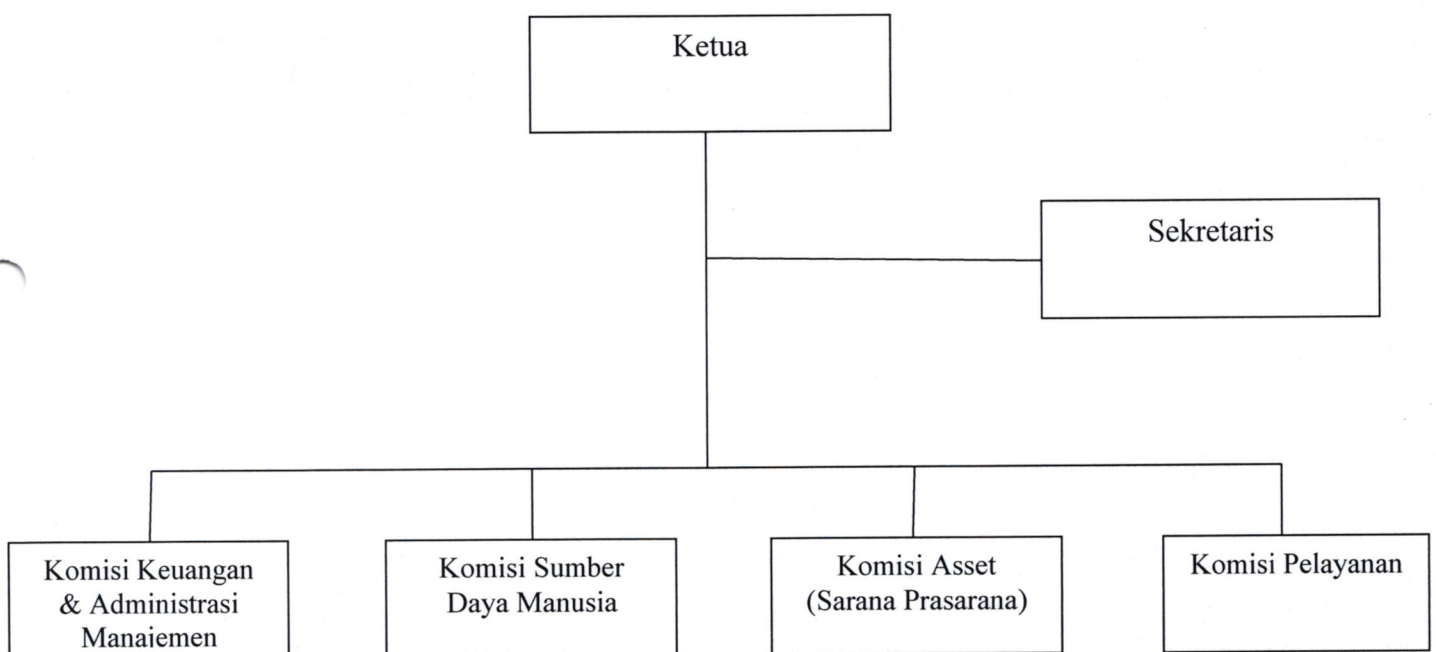 Ketua
Sekretaris
Komisi Keuangan
& Administrasi
Manajemen
Komisi Sumber
Daya Manusia
Komisi Asset
(Sarana Prasarana)
Komisi Pelayanan